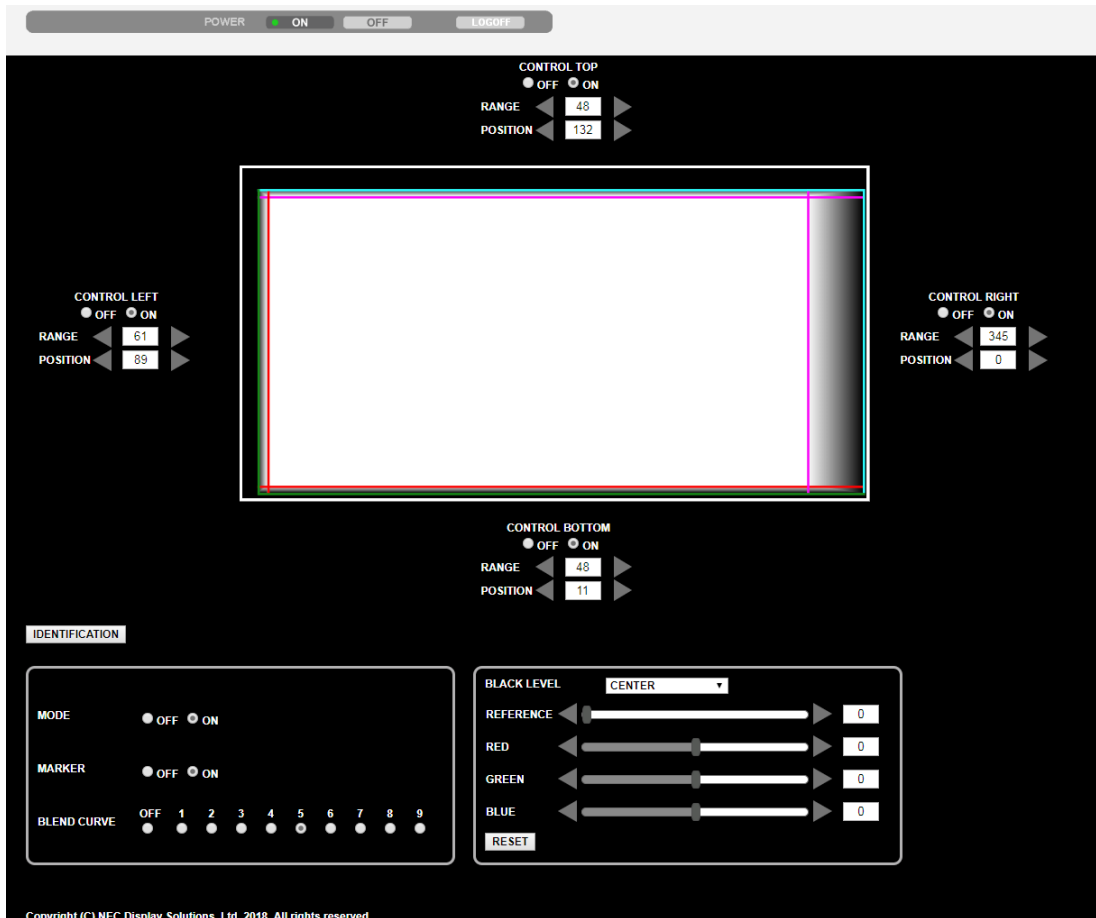 POWER ON OFF LOGOFF
CONTROL TOP
OFF ON
RANGE 48
POSITION 132
CONTROL LEFT
OFF ON
RANGE 61
POSITION 89
CONTROL RIGHT
OFF ON
RANGE 345
POSITION 0
CONTROL BOTTOM
OFF ON
RANGE 48
POSITION 11
IDENTIFICATION
MODE OFF ON
MARKER OFF ON
BLEND CURVE OFF 1 2 3 4 5 6 7 8 9
BLACK LEVEL CENTER
REFERENCE 0
RED 0
GREEN 0
BLUE 0
RESET
Copyright (C) NEC Display Solutions, Ltd. 2018. All rights reserved.